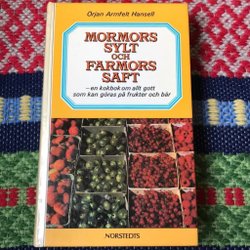 Örjan Armfelt Hansell
MORMORS
SYLT
OCH
FARMORS
SAFT
– en kokbok om allt gott
som kan göras på frukter och bär
NORSTEDTS